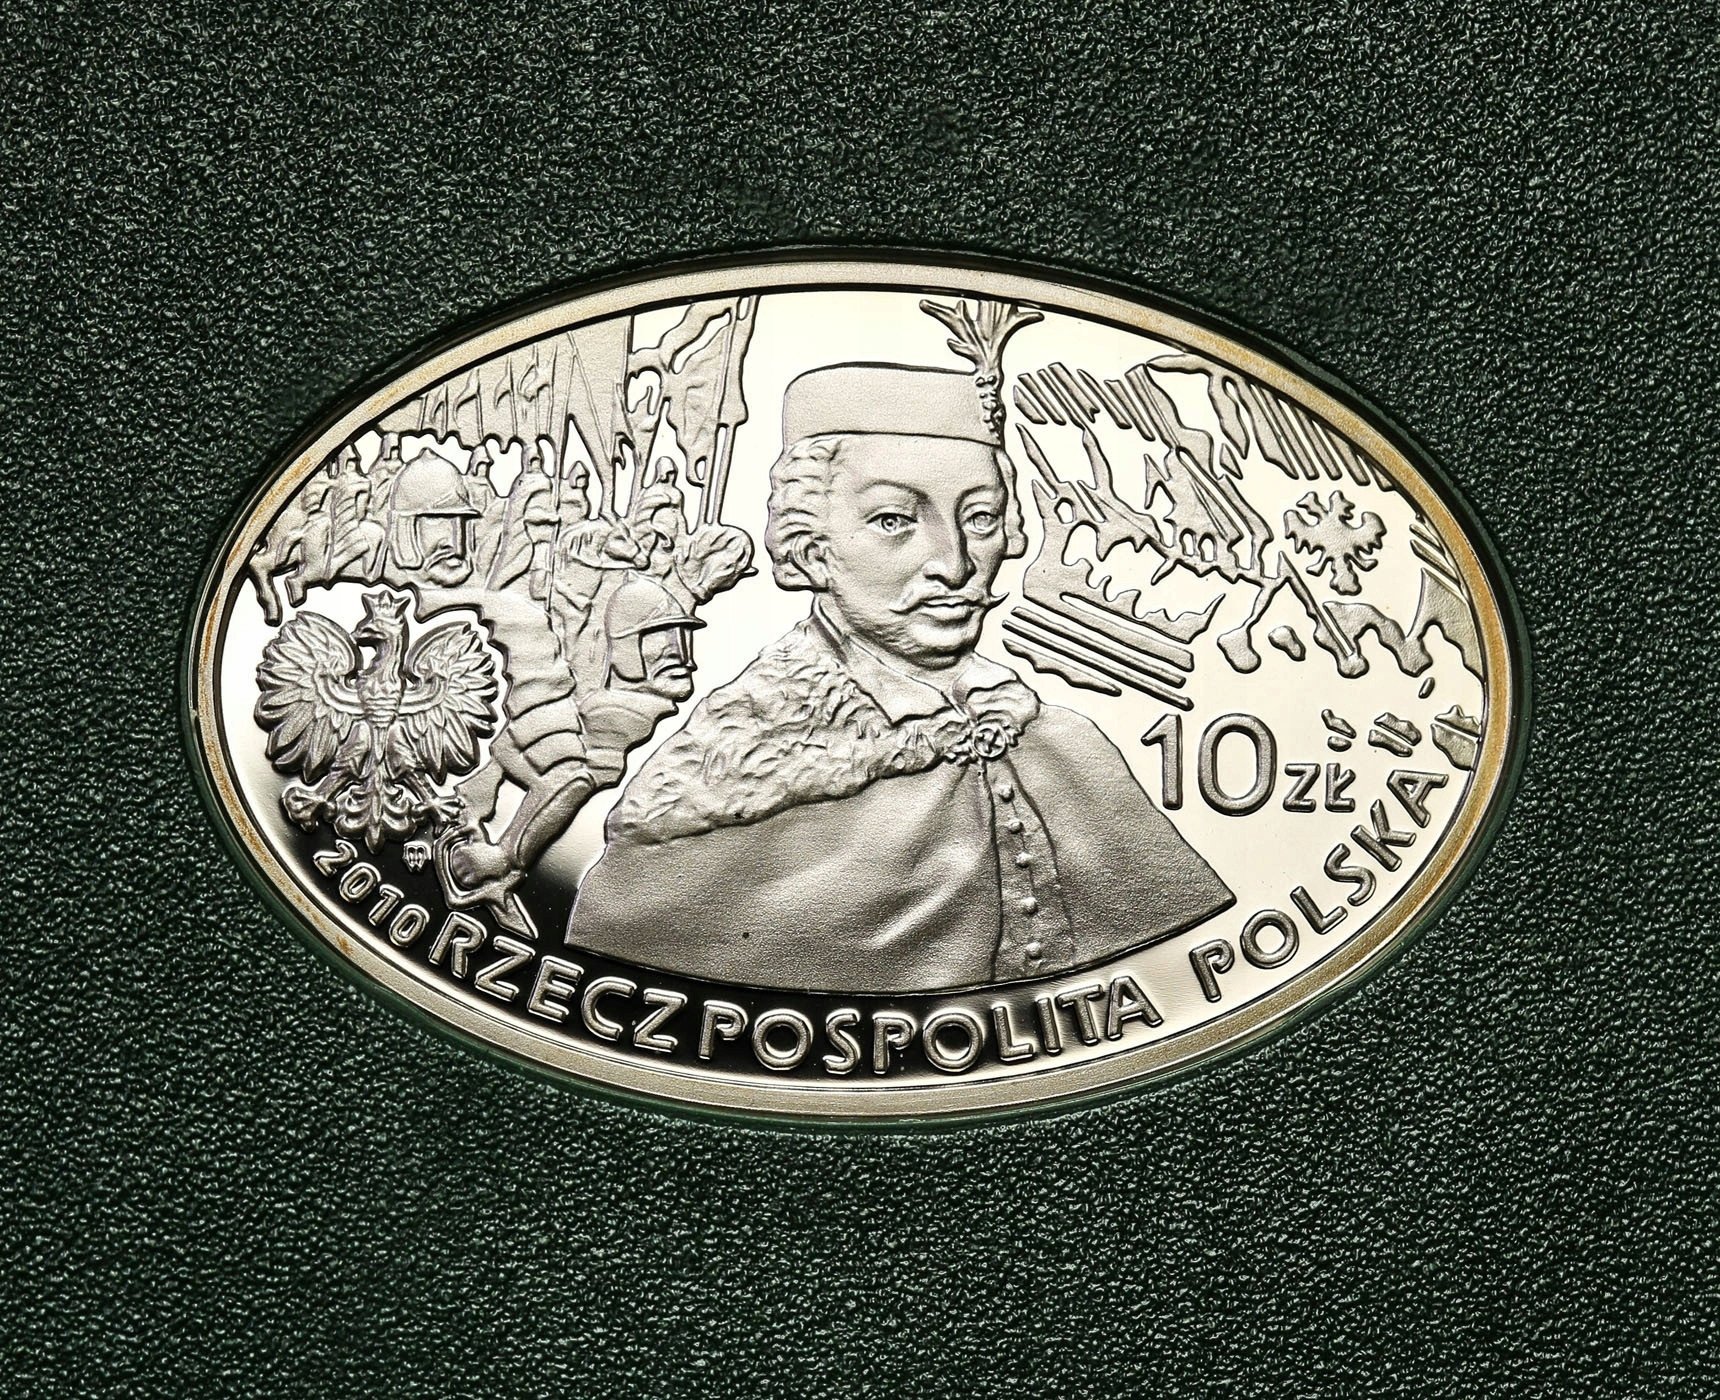 10 ZŁ
2010 RZECZPOSPOLITA POLSKA